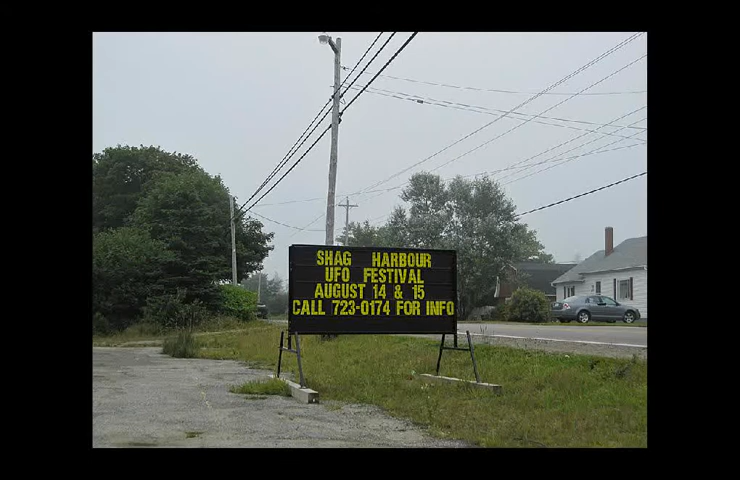 SHAG HARBOUR
UFO FESTIVAL
AUGUST 14 & 15
CALL 723-0174 FOR INFO